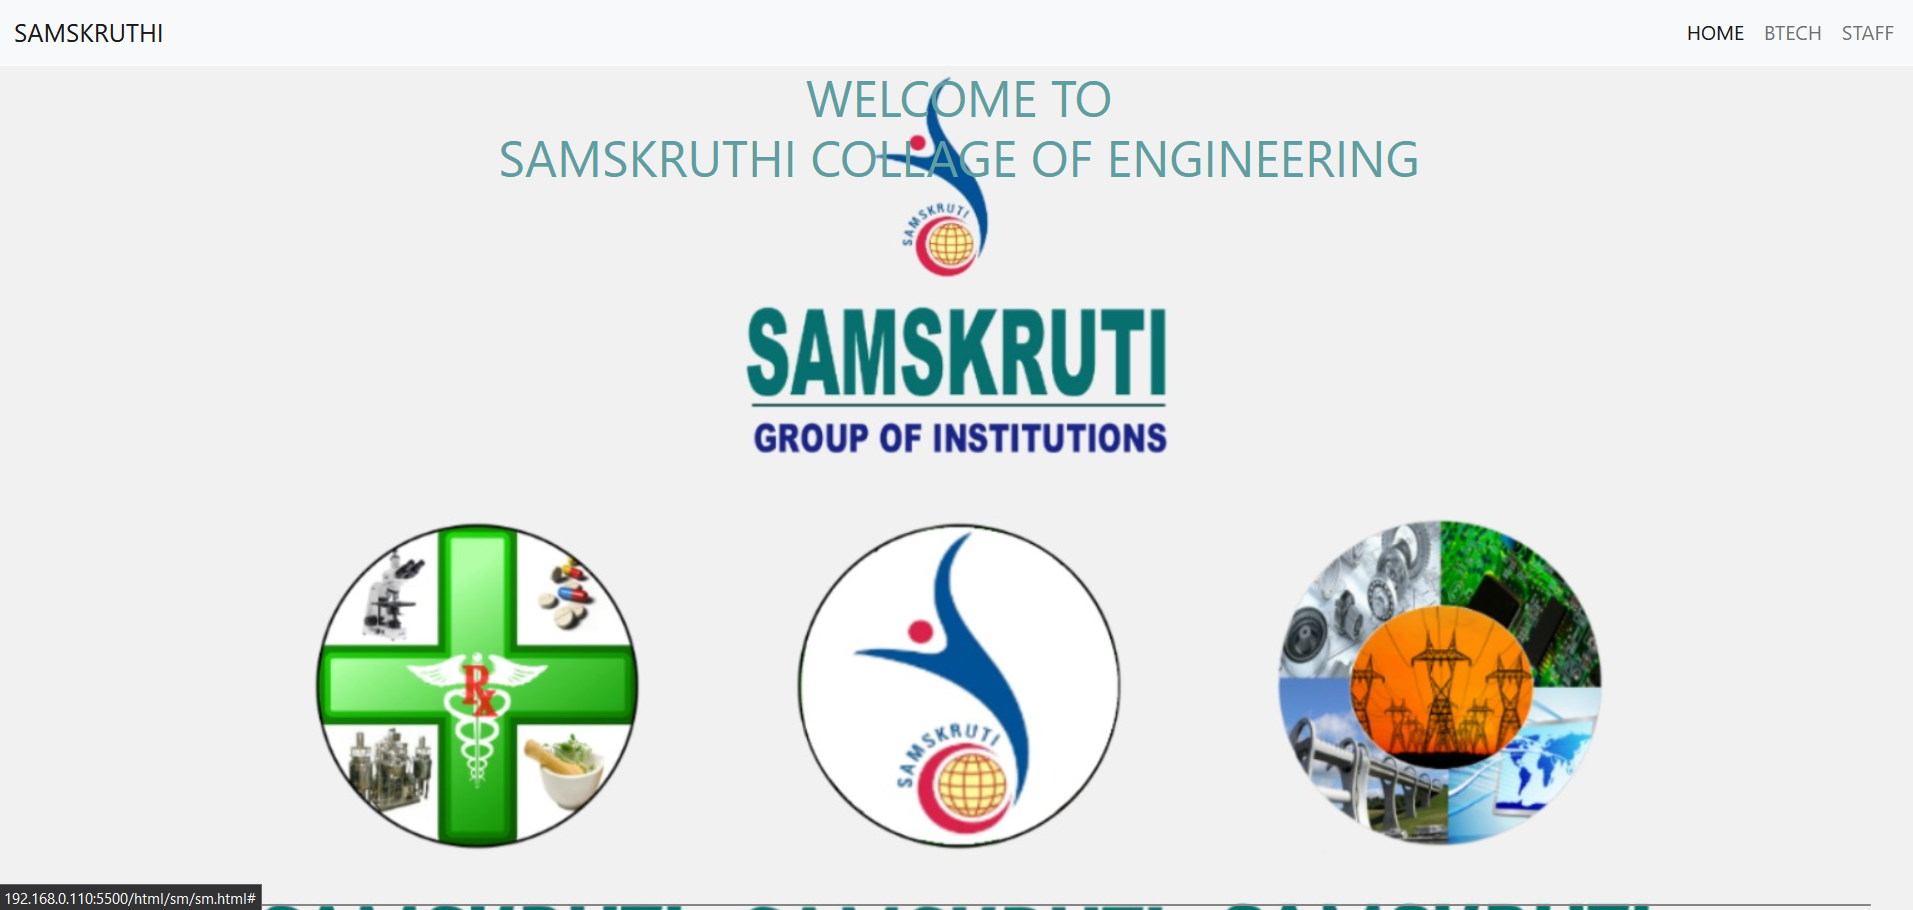 SAMSKRUTHI
HOME BTECH STAFF
WELCOME TO
SAMSKRUTHI COLLAGE OF ENGINEERING
SAMSKRUTI
SAMSKRUTI
GROUP OF INSTITUTIONS
Rx
SAMSKRUTI
192.168.0.110:5500/html/sm/sm.html#